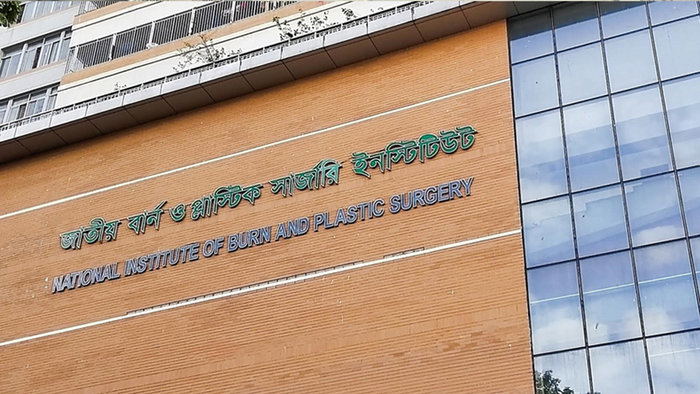 জাতীয় বার্ন ও প্লাস্টিক সার্জারি ইনস্টিটিউট
NATIONAL INSTITUTE OF BURN AND PLASTIC SURGERY